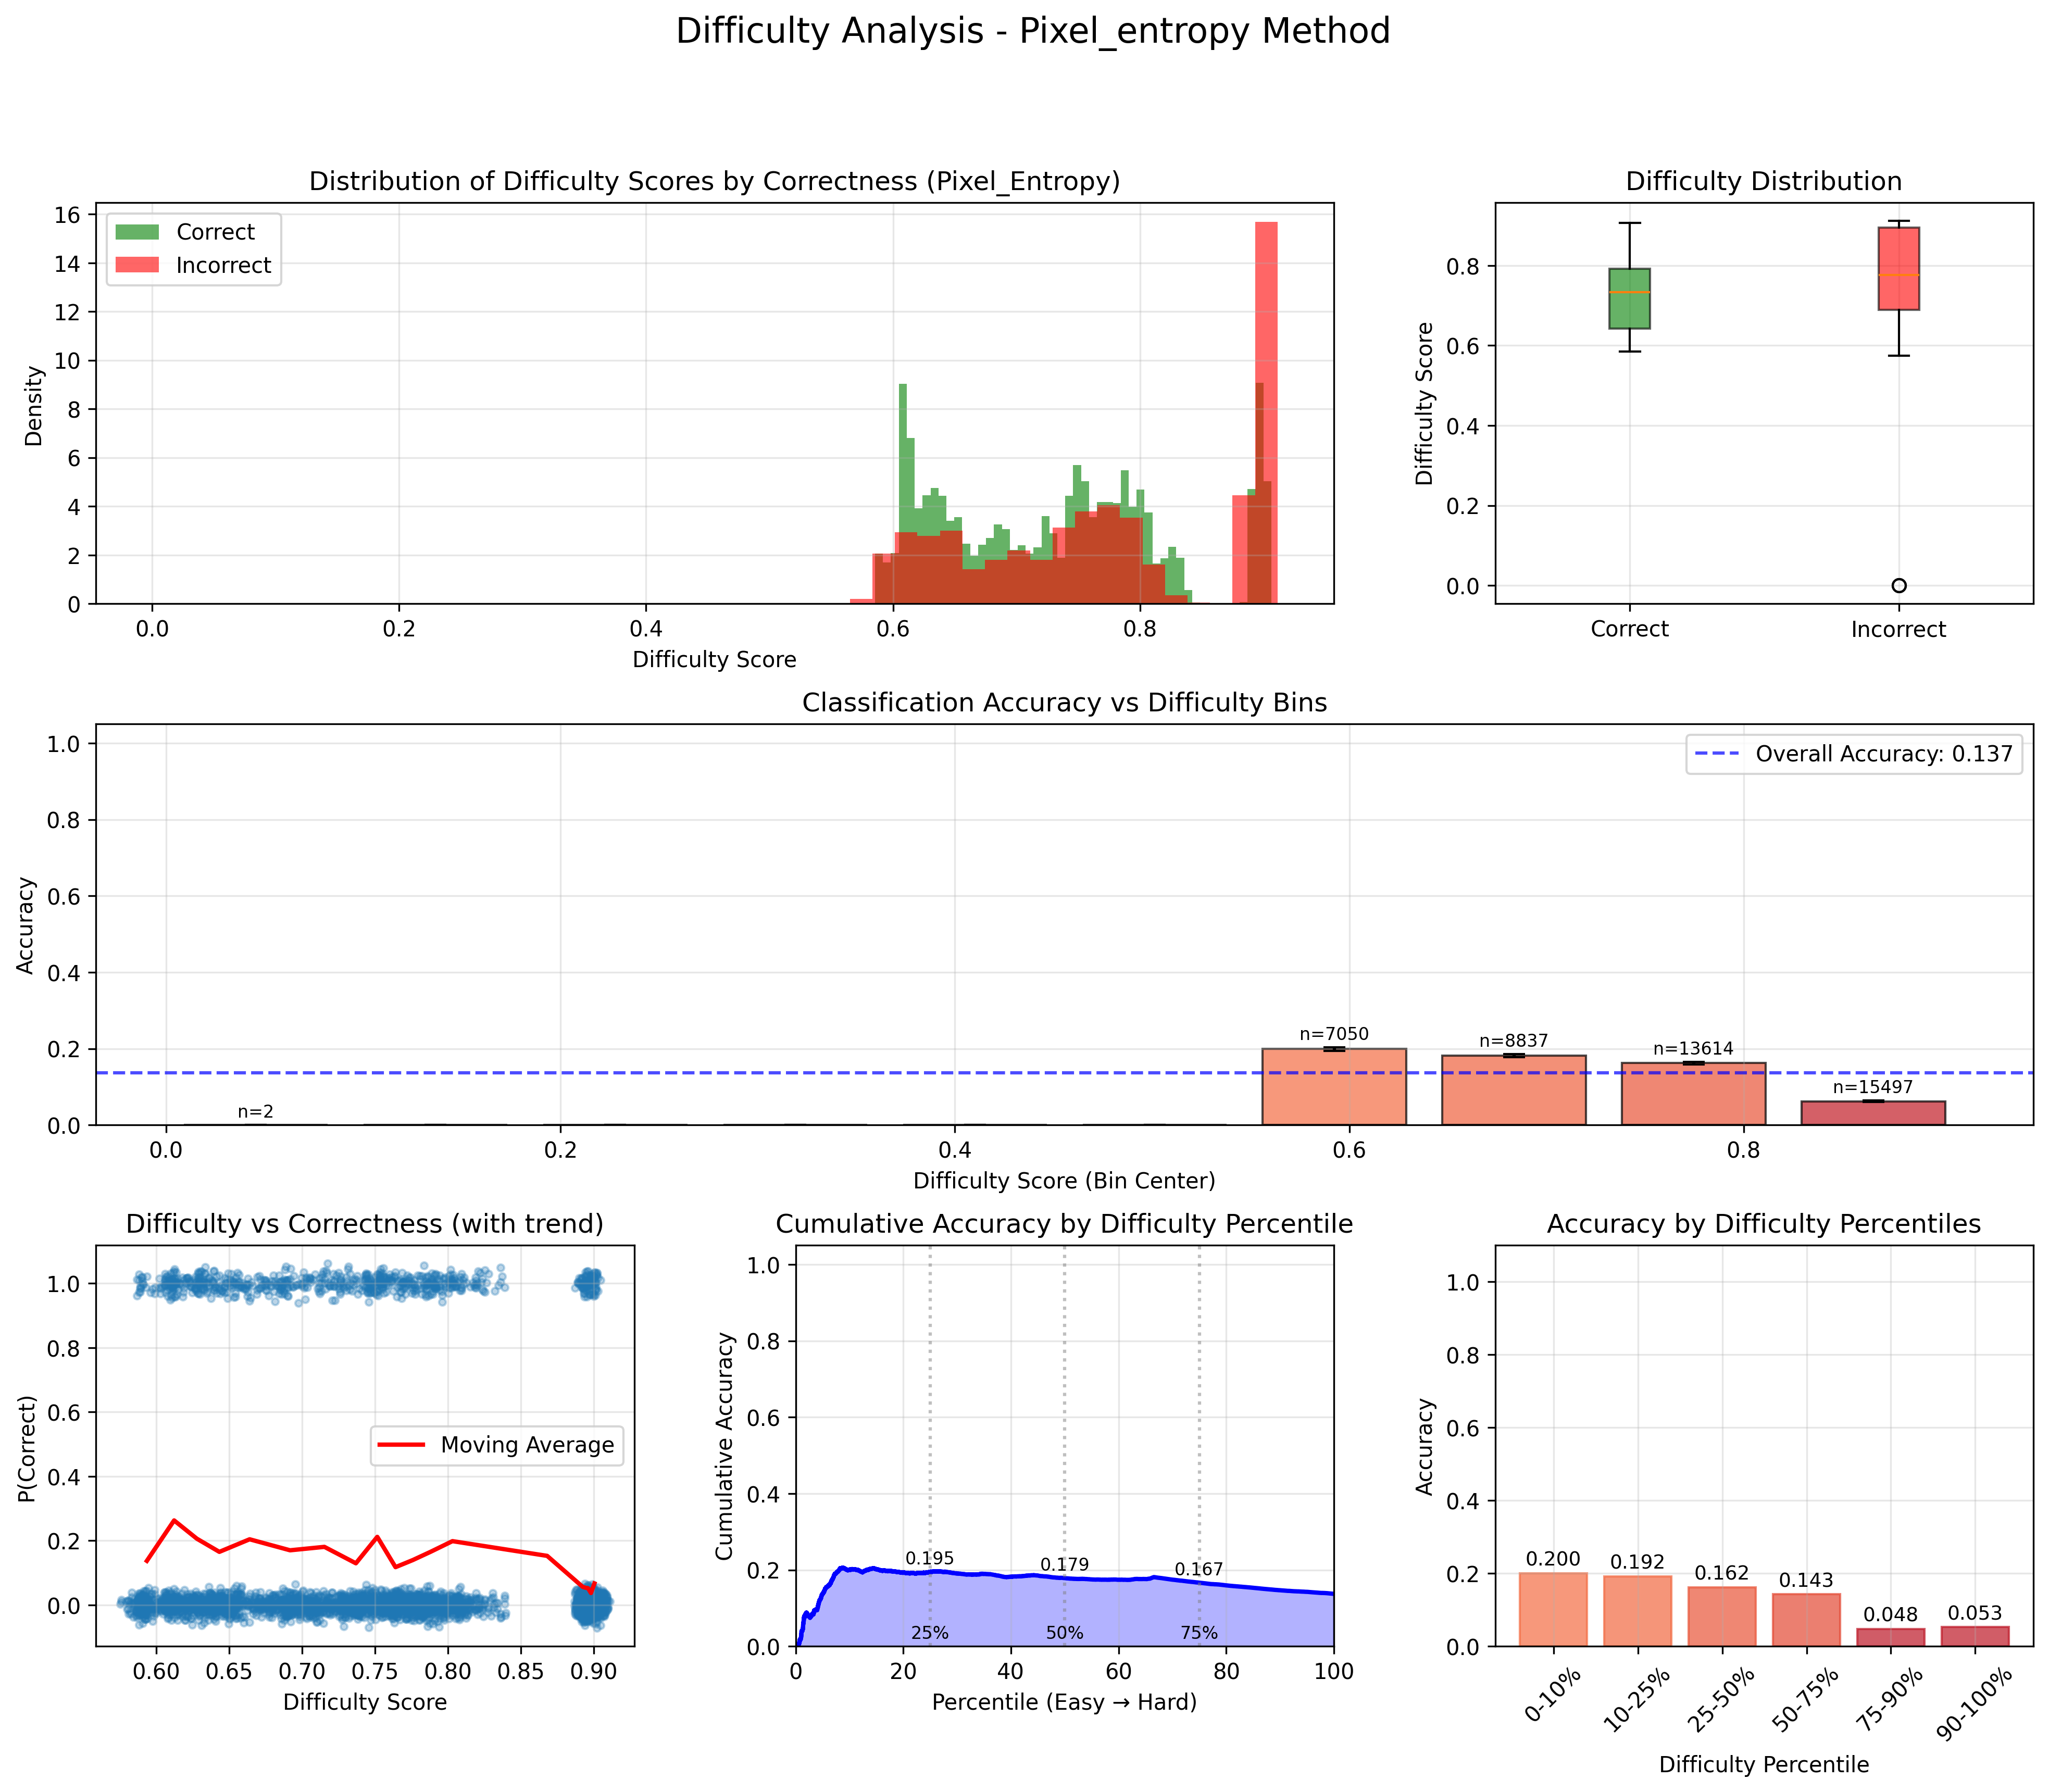 Difficulty Analysis - Pixel_entropy Method
Distribution of Difficulty Scores by Correctness (Pixel_Entropy)
Density
16
14
12
10
8
6
4
2
0
Correct
Incorrect
0.0 0.2 0.4 0.6 0.8
Difficulty Score
Difficulty Distribution
Difficulty Score
0.8
0.6
0.4
0.2
0.0
Correct Incorrect
Classification Accuracy vs Difficulty Bins
Accuracy
1.0
0.8
0.6
0.4
0.2
0.0
Overall Accuracy: 0.137
n=2
n=7050
n=8837
n=13614
n=15497
0.0 0.2 0.4 0.6 0.8
Difficulty Score (Bin Center)
Difficulty vs Correctness (with trend)
P(Correct)
1.0
0.8
0.6
0.4
0.2
0.0
Moving Average
0.60 0.65 0.70 0.75 0.80 0.85 0.90
Difficulty Score
Cumulative Accuracy by Difficulty Percentile
Cumulative Accuracy
1.0
0.8
0.6
0.4
0.2
0.0
0.195 0.179 0.167
25% 50% 75%
0 20 40 60 80 100
Percentile (Easy → Hard)
Accuracy by Difficulty Percentiles
Accuracy
1.0
0.8
0.6
0.4
0.2
0.0
0.200 0.192 0.162 0.143 0.048 0.053
0-10% 10-25% 25-50% 50-75% 75-90% 90-100%
Difficulty Percentile